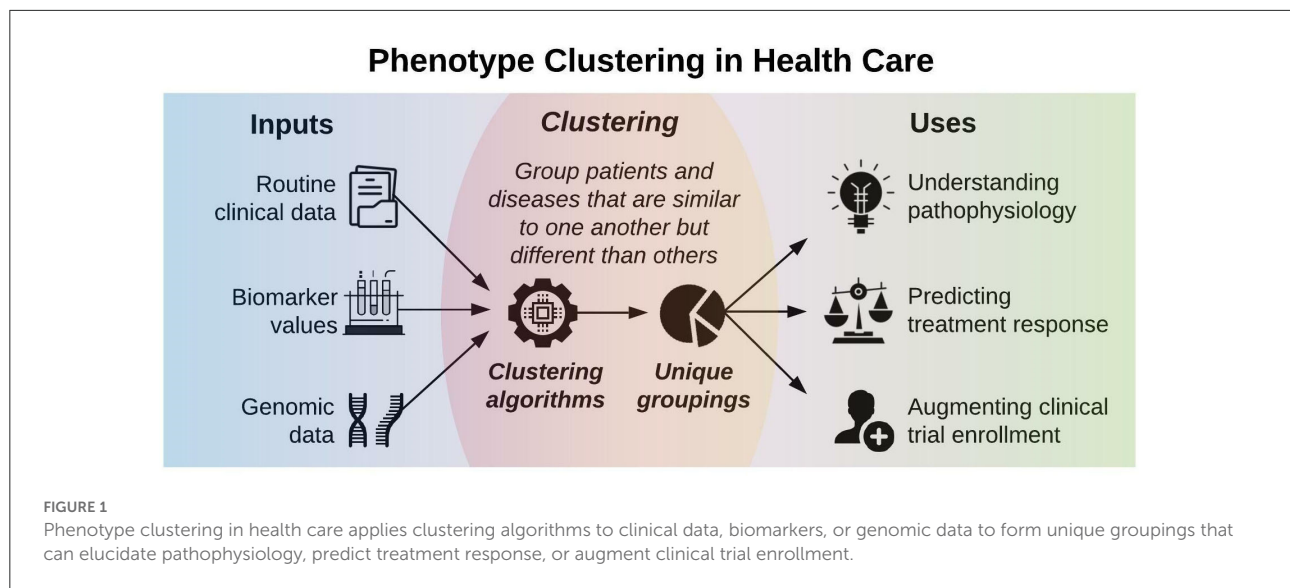 Phenotype Clustering in Health Care
Inputs
Routine
clinical data
Biomarker
values
Genomic
data
Clustering
Group patients and
diseases that are similar
to one another but
different than others
Clustering
algorithms
Unique
groupings
Uses
Understanding
pathophysiology
Predicting
treatment response
Augmenting clinical
trial enrollment
FIGURE 1
Phenotype clustering in health care applies clustering algorithms to clinical data, biomarkers, or genomic data to form unique groupings that
can elucidate pathophysiology, predict treatment response, or augment clinical trial enrollment.